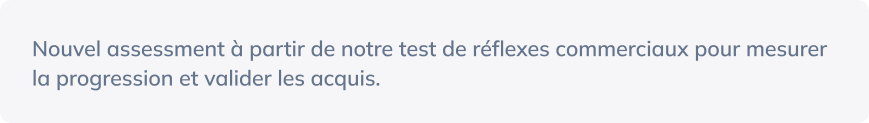 Nouvel assessment à partir de notre test de réflexes commerciaux pour mesurer
la progression et valider les acquis.